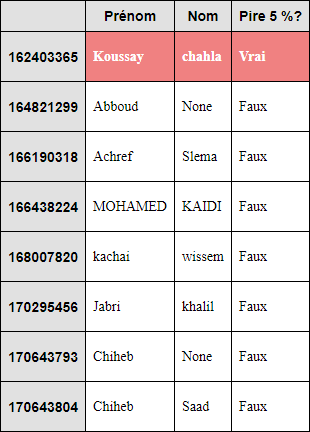 Prénom Nom Pire 5 %?
162403365 Koussay chahla Vrai
164821299 Abboud None Faux
166190318 Achref Slema Faux
166438224 MOHAMED KAIDI Faux
168007820 kachai wissem Faux
170295456 Jabri khalil Faux
170643793 Chiheb None Faux
170643804 Chiheb Saad Faux